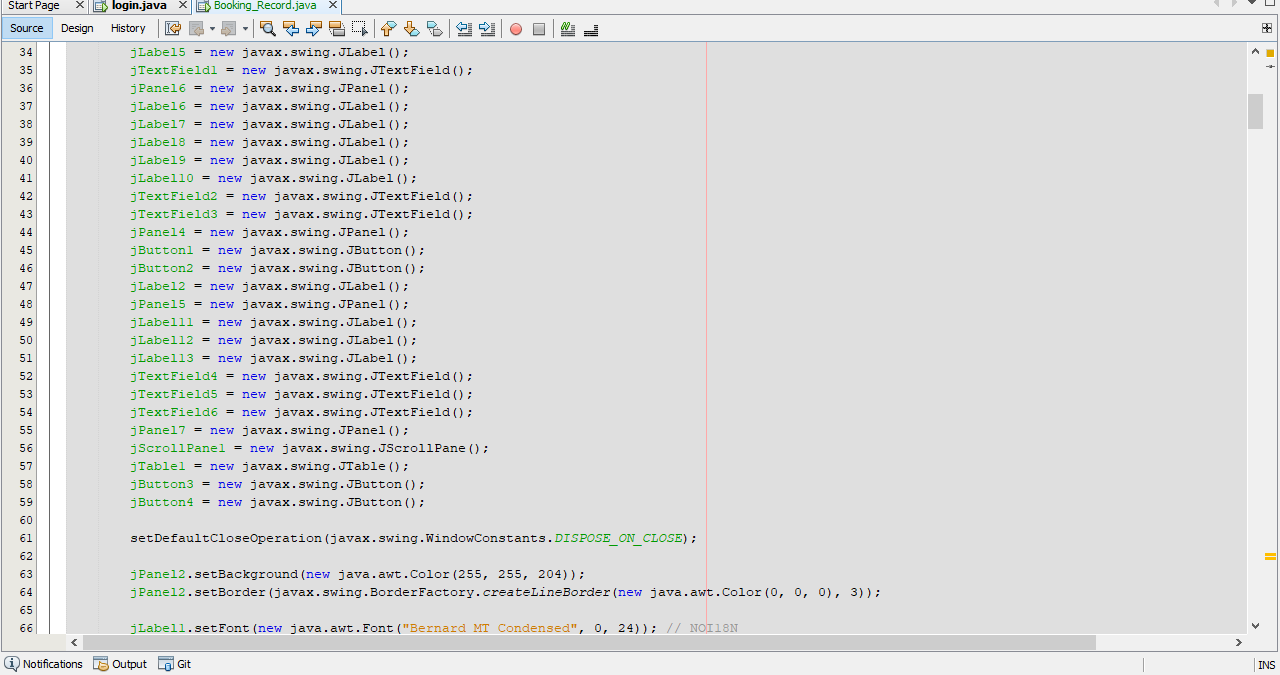 Start Page login.java Booking_Record.java
Source Design History
34 jLabel5 = new javax.swing.JLabel();
35 jTextField1 = new javax.swing.JTextField();
36 jPanel6 = new javax.swing.JPanel();
37 jLabel6 = new javax.swing.JLabel();
38 jLabel7 = new javax.swing.JLabel();
39 jLabel8 = new javax.swing.JLabel();
40 jLabel9 = new javax.swing.JLabel();
41 jLabel10 = new javax.swing.JLabel();
42 jTextField2 = new javax.swing.JTextField();
43 jTextField3 = new javax.swing.JTextField();
44 jPanel4 = new javax.swing.JPanel();
45 jButton1 = new javax.swing.JButton();
46 jButton2 = new javax.swing.JButton();
47 jLabel2 = new javax.swing.JLabel();
48 jPanel5 = new javax.swing.JPanel();
49 jLabel11 = new javax.swing.JLabel();
50 jLabel12 = new javax.swing.JLabel();
51 jLabel13 = new javax.swing.JLabel();
52 jTextField4 = new javax.swing.JTextField();
53 jTextField5 = new javax.swing.JTextField();
54 jTextField6 = new javax.swing.JTextField();
55 jPanel7 = new javax.swing.JPanel();
56 jScrollPane1 = new javax.swing.JScrollPane();
57 jTable1 = new javax.swing.JTable();
58 jButton3 = new javax.swing.JButton();
59 jButton4 = new javax.swing.JButton();
60
61 setDefaultCloseOperation(javax.swing.WindowConstants.DISPOSE_ON_CLOSE);
62
63 jPanel2.setBackground(new java.awt.Color(255, 255, 204));
64 jPanel2.setBorder(javax.swing.BorderFactory.createLineBorder(new java.awt.Color(0, 0, 0), 3));
65
66 jLabel1.setFont(new java.awt.Font("Bernard MT Condensed", 0, 24)); // NOI18N
Notifications Output Git INS